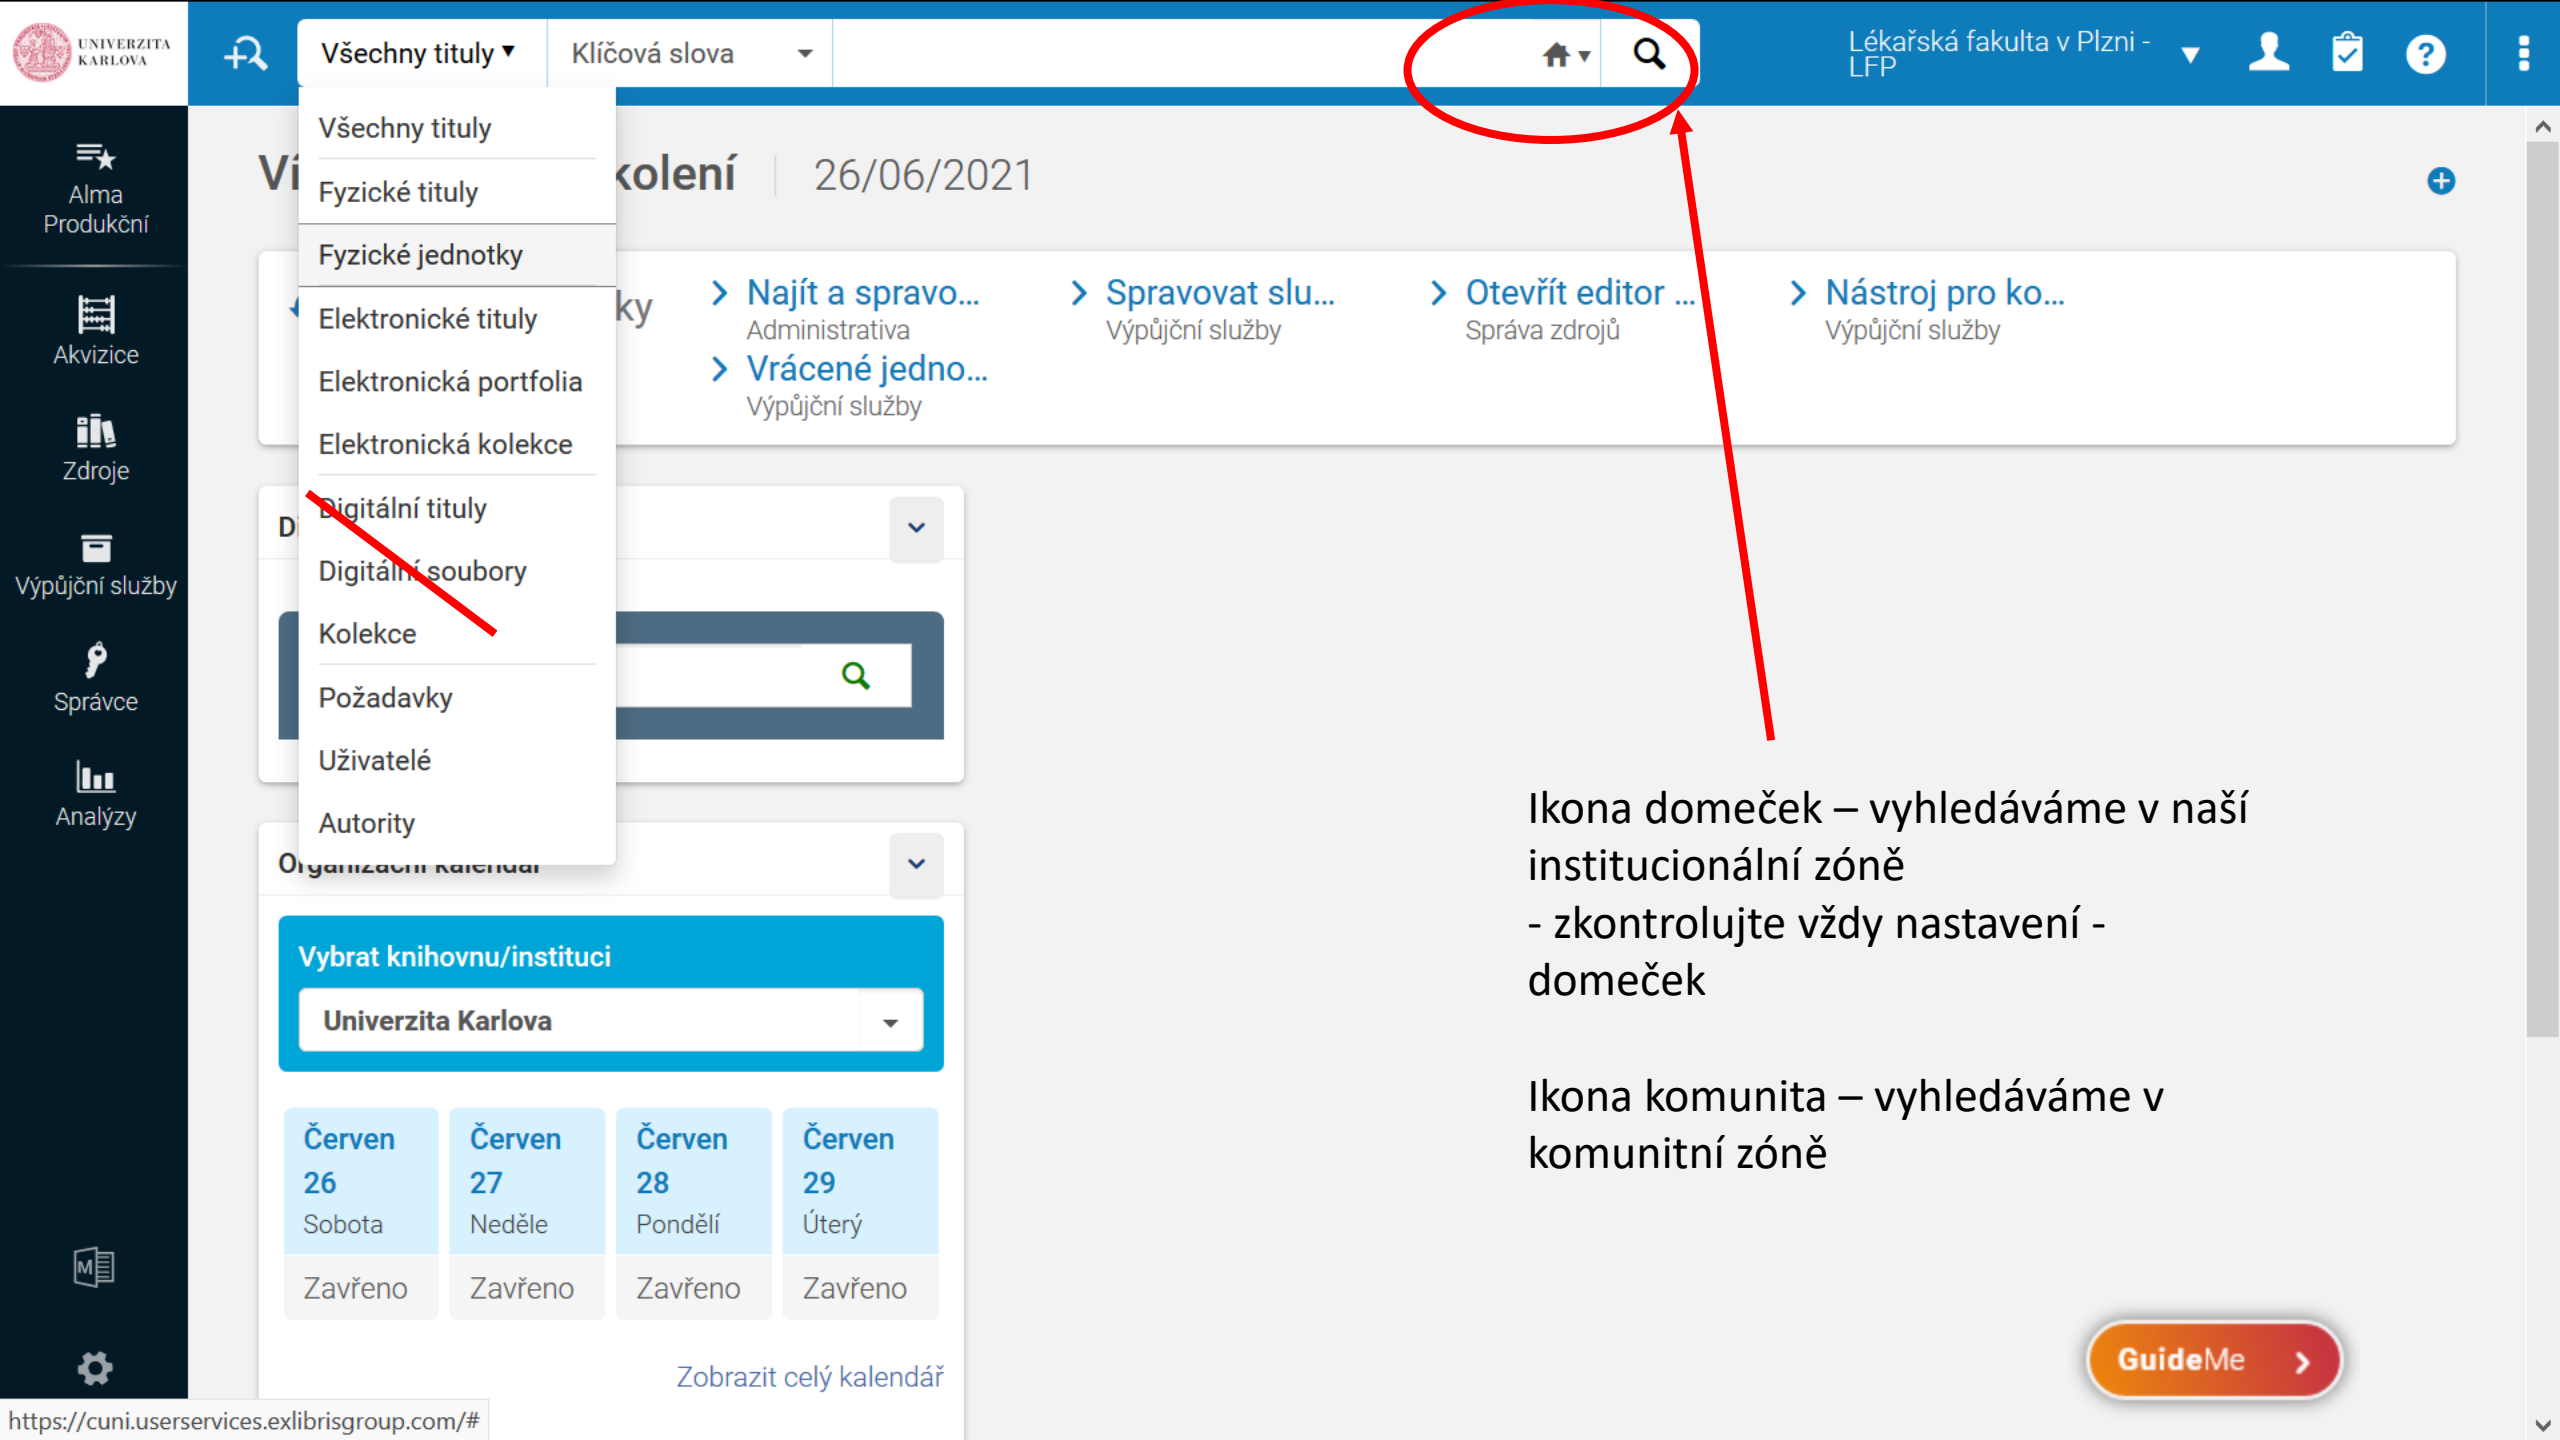 UNIVERZITA
KARLOVA
Všechny tituly
Klíčová slova
Lékařská fakulta v Plzni -
LFP
Všechny tituly
Fyzické tituly
Fyzické jednotky
Elektronické tituly
Elektronická portfolia
Elektronická kolekce
Digitální tituly
Digitální soubory
Kolekce
Požadavky
Uživatelé
Autority
Alma
Produkční
Akvizice
Zdroje
Výpůjční služby
Správce
Analýzy
26/06/2021
Najít a spravo...
Administrativa
Spravovat slu...
Výpůjční služby
Otevřít editor ...
Správa zdrojů
Nástroj pro ko...
Výpůjční služby
Vrácené jedno...
Výpůjční služby
Organizační kalendář
Vybrat knihovnu/instituci
Univerzita Karlova
Červen Červen Červen Červen
26 27 28 29
Sobota Neděle Pondělí Úterý
Zavřeno Zavřeno Zavřeno Zavřeno
Zobrazit celý kalendář
Ikona domeček – vyhledáváme v naší
institucionální zóně
- zkontrolujte vždy nastavení -
domeček
Ikona komunita – vyhledáváme v
komunitní zóně
GuideMe
https://cuni.userservices.exlibrisgroup.com/#